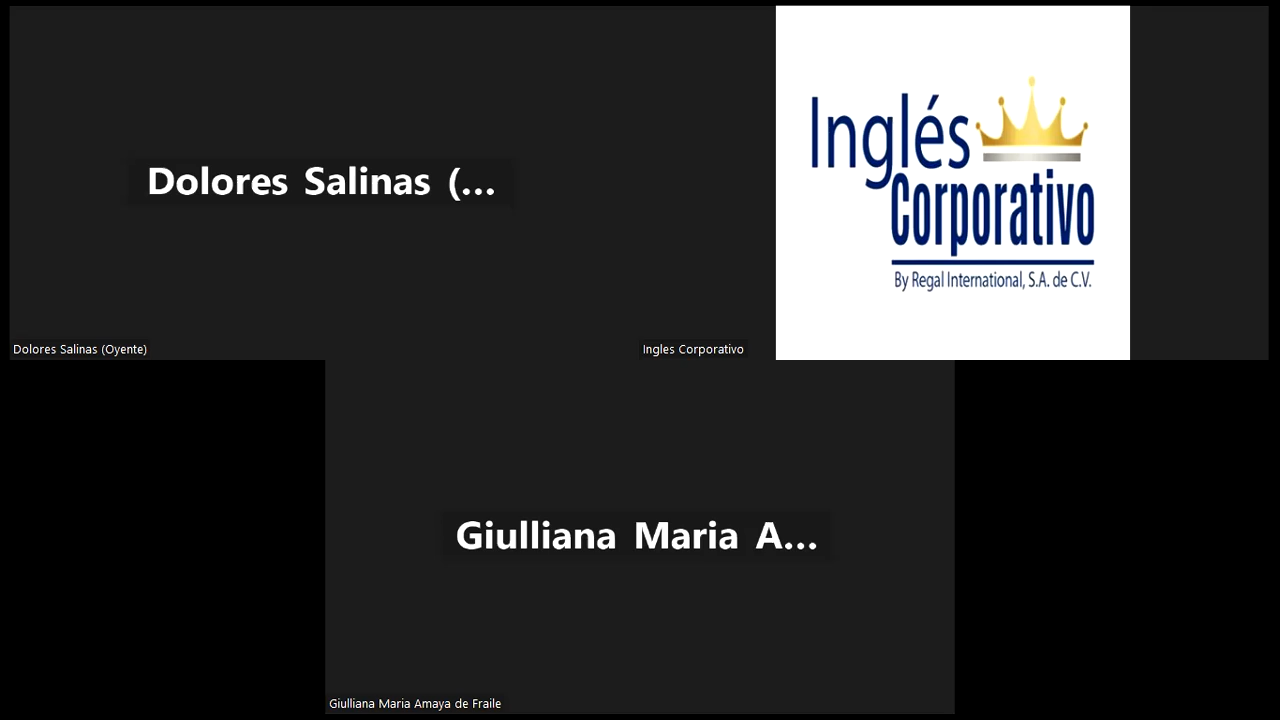 Dolores Salinas (...
Dolores Salinas (Oyente)
Inglés
Corporativo
By Regal International, S.A. de C.V.
Ingles Corporativo
Giulliana Maria A...
Giulliana Maria Amaya de Fraile